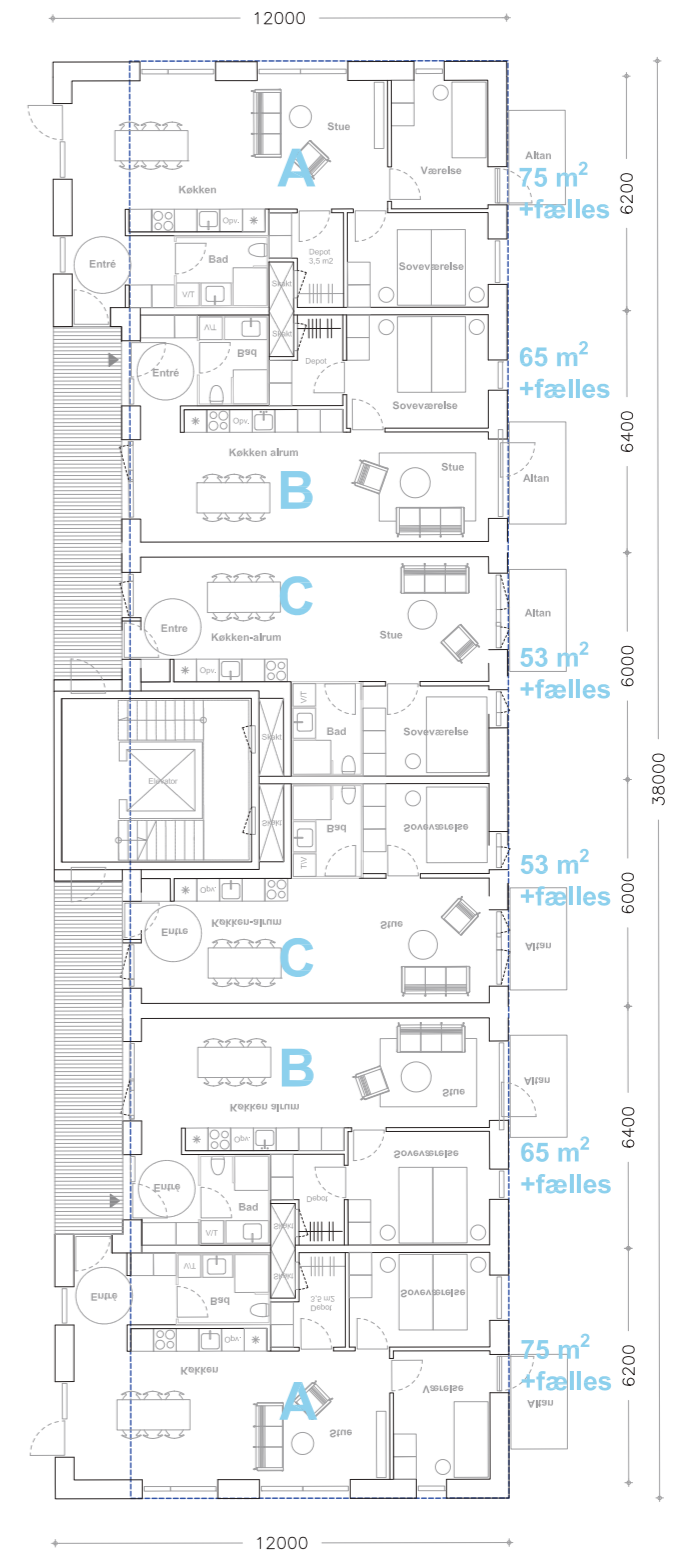 12000
Stue
A
Altan
Værelse
75 m²
+fælles
6200
Køkken
Opv.
Entré
Bad
Depot
3,5 m2
Soveværelse
V/T
Skakt
Skakt
V/T
Bad
Entré
Depot
65 m²
+fælles
Soveværelse
Opv.
6400
Køkken alrum
Stue
Altan
B
C
Altan
Entre
Køkken-alrum
Stue
53 m²
+fælles
6000
Opv.
V/T
Bad
Soveværelse
Skakt
38000
Elevator
Skakt
Bad
Soveværelse
V/T
53 m²
+fælles
6000
Opv.
Køkken-alrum
Entre
Stue
Altan
C
B
Altan
Stue
Køkken alrum
6400
Opv.
Soveværelse
65 m²
+fælles
Entré
Depot
Bad
V/T
Skakt
Skakt
V/T
Entré
Bad
3,5 m2
Depot
Soveværelse
Opv.
75 m²
+fælles
6200
Køkken
Værelse
A
Altan
Stue
12000